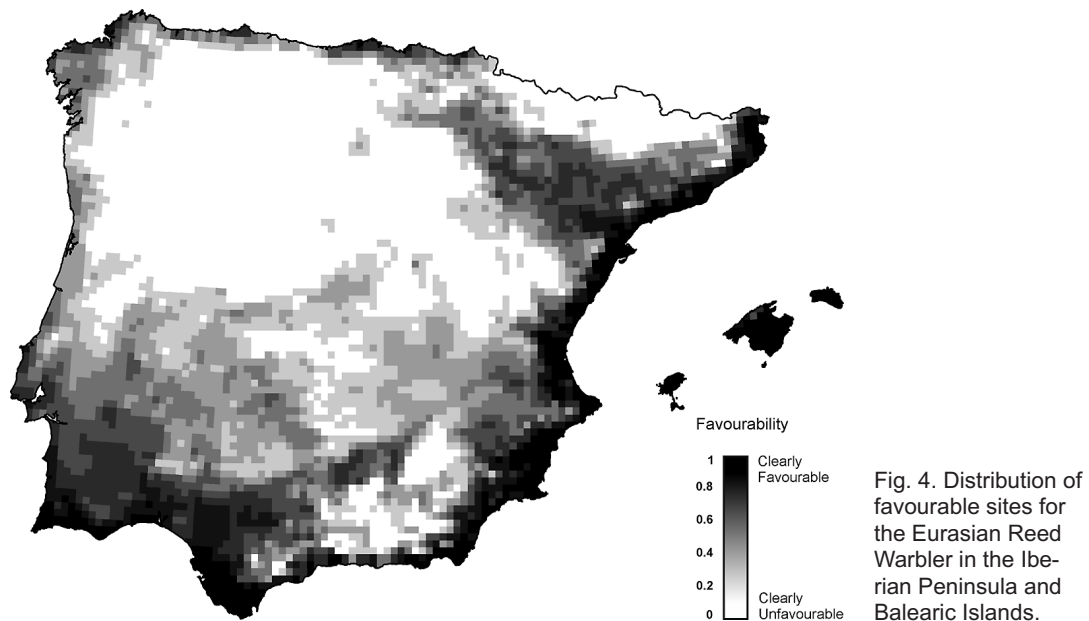 Favourability
1
0.8
0.6
0.4
0.2
0
Clearly
Favourable
Clearly
Unfavourable
Fig. 4. Distribution of
favourable sites for
the Eurasian Reed
Warbler in the Ibe-
rian Peninsula and
Balearic Islands.